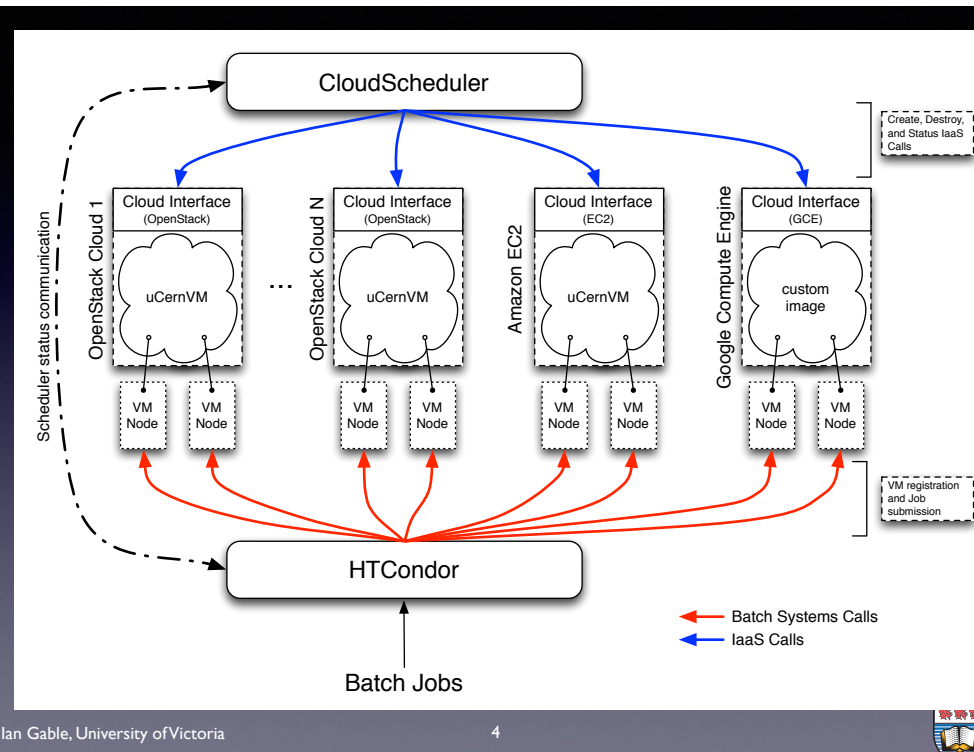 CloudScheduler
Create, Destroy,
and Status IaaS
Calls
Scheduler status communication
OpenStack Cloud 1
Cloud Interface
(OpenStack)
uCernVM
...
OpenStack Cloud N
Cloud Interface
(OpenStack)
uCernVM
Amazon EC2
Cloud Interface
(EC2)
uCernVM
Google Compute Engine
Cloud Interface
(GCE)
custom
image
VM
Node
VM
Node
VM
Node
VM
Node
VM
Node
VM
Node
VM
Node
VM
Node
VM registration
and Job
submission
HTCondor
Batch Systems Calls
IaaS Calls
Batch Jobs
Ian Gable, University of Victoria
4